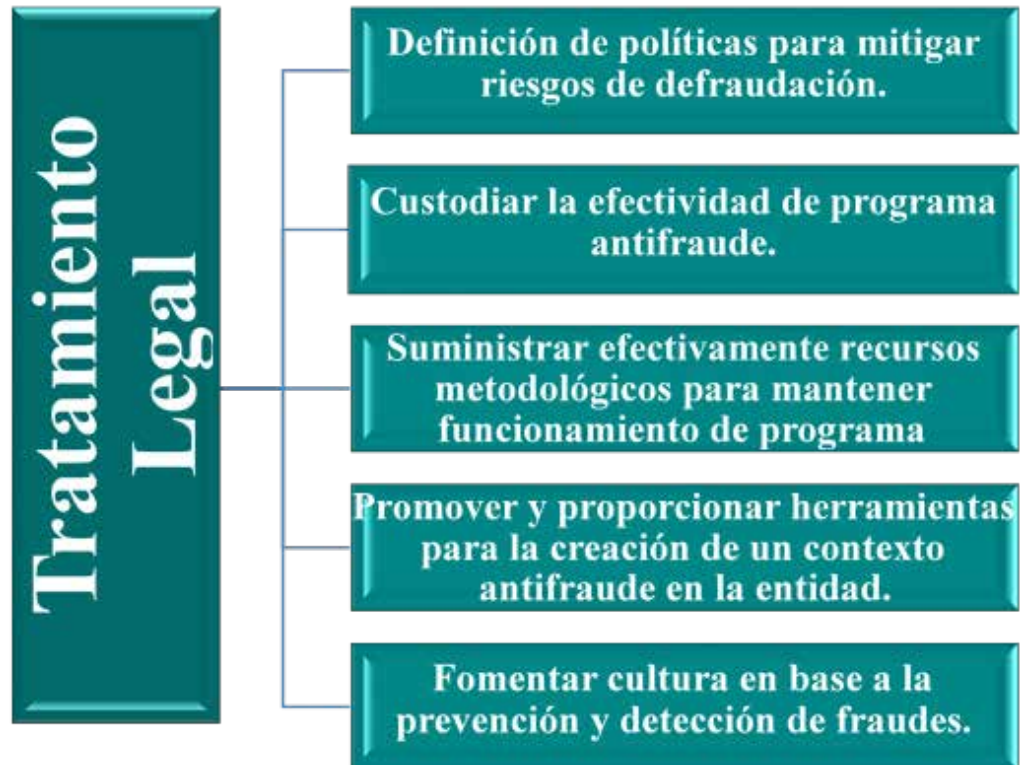 Tratamiento
Legal
Definición de políticas para mitigar
riesgos de defraudación.
Custodiar la efectividad de programa
antifraude.
Suministrar efectivamente recursos
metodológicos para mantener
funcionamiento de programa
Promover y proporcionar herramientas
para la creación de un contexto
antifraude en la entidad.
Fomentar cultura en base a la
prevención y detección de fraudes.